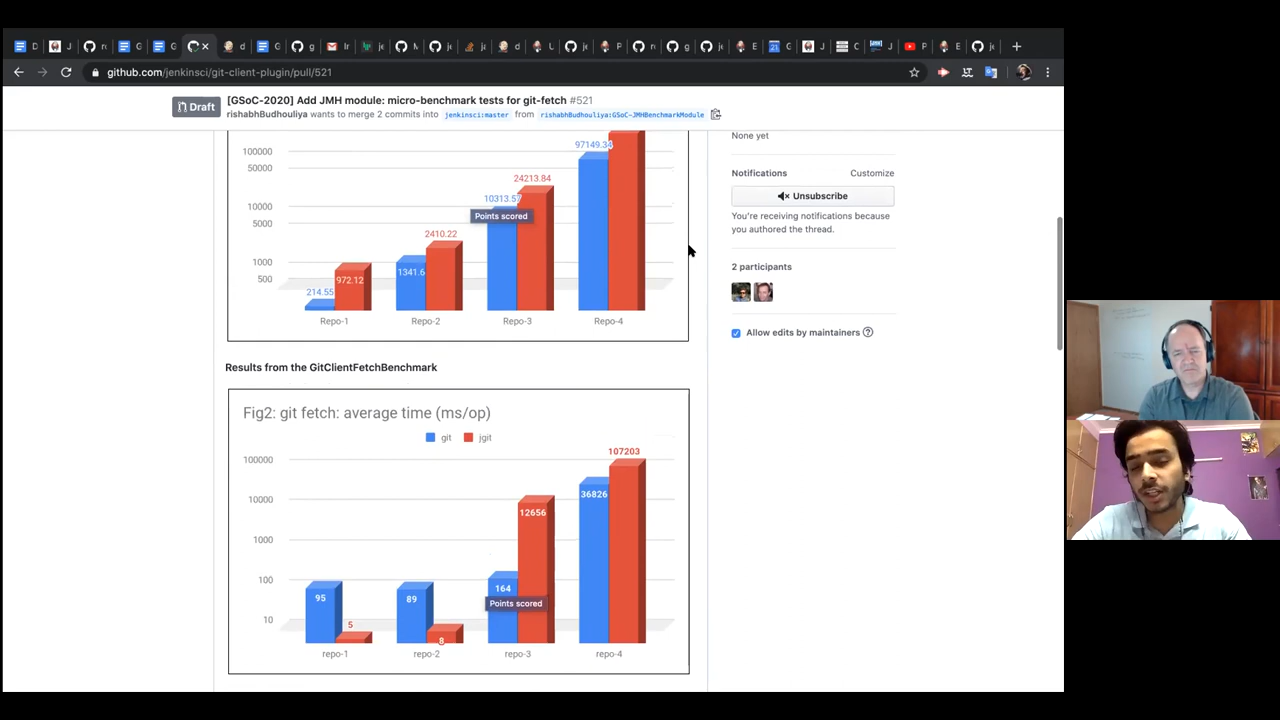 github.com/jenkinsci/git-client-plugin/pull/521
Draft
[GSoC-2020] Add JMH module: micro-benchmark tests for git-fetch #521
rishabhBudhouliya wants to merge 2 commits into jenkinsci:master from rishabhBudhouliya:GSoC-JMHBenchmarkModule
100000
50000
10000
5000
1000
500
214.55
972.12
1341.6
2410.22
10313.57
24213.84
97149.34
Points scored
Repo-1
Repo-2
Repo-3
Repo-4
Results from the GitClientFetchBenchmark
Fig2: git fetch: average time (ms/op)
git
jgit
100000
10000
1000
100
10
95
5
89
8
164
12656
36826
107203
Points scored
repo-1
repo-2
repo-3
repo-4
None yet
Notifications
Customize
Unsubscribe
You're receiving notifications because
you authored the thread.
2 participants
Allow edits by maintainers